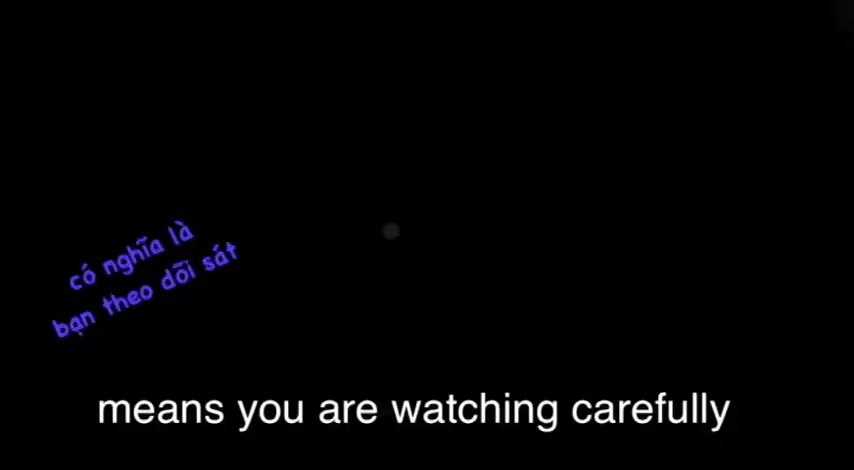 có nghĩa là
bạn theo dõi sát
means you are watching carefully